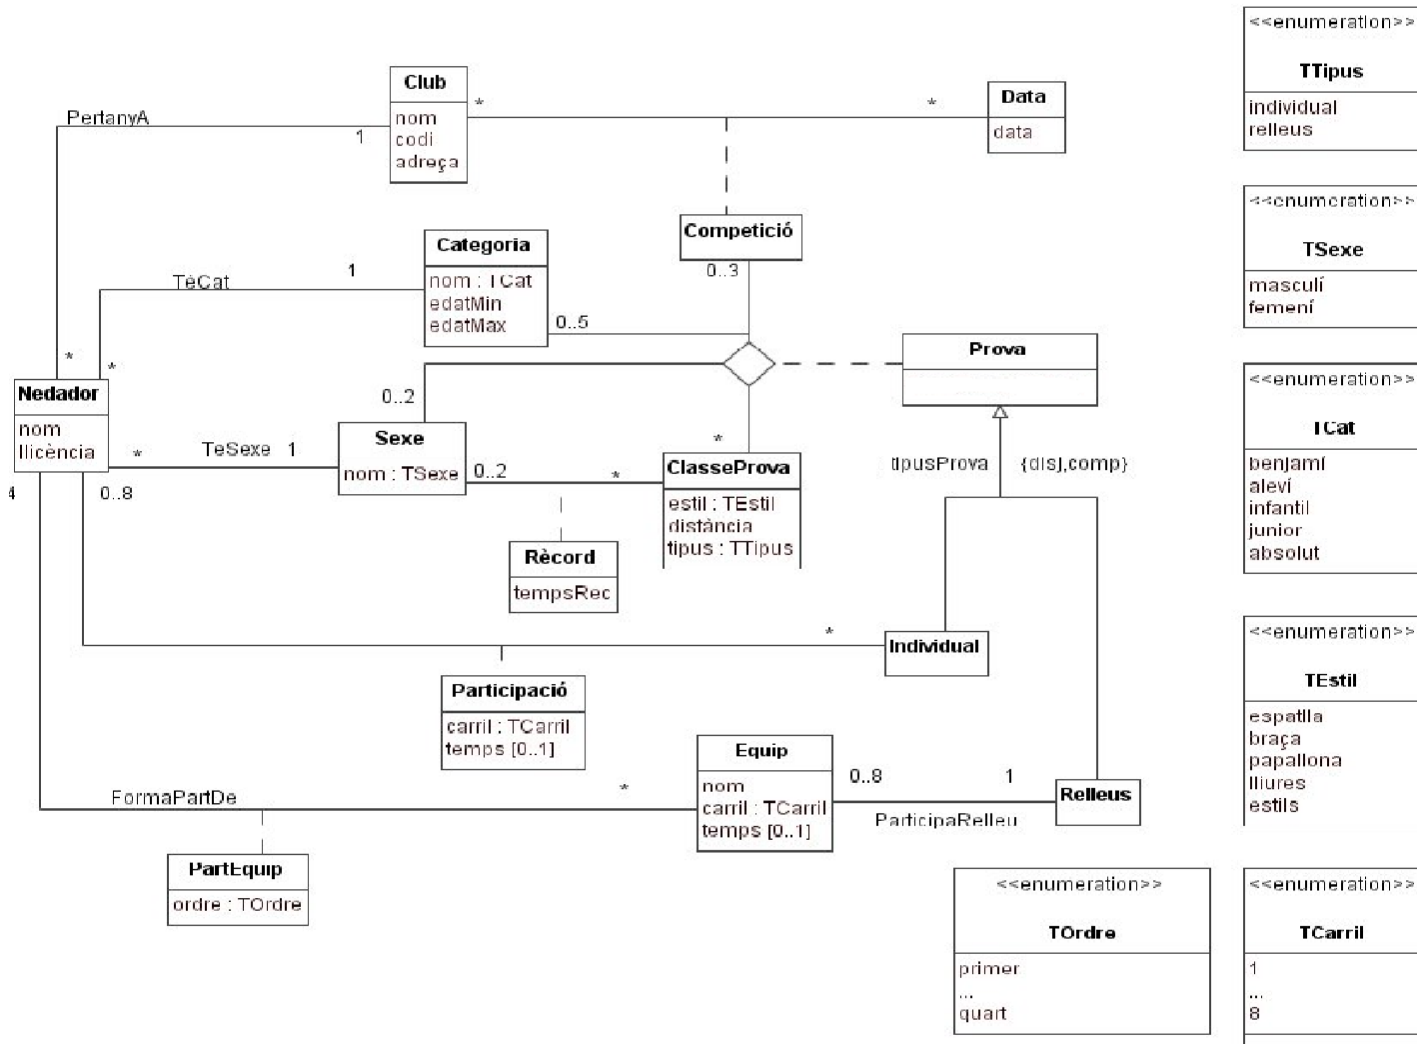 <<enumeration>>
TTipus
individual
relleus
Club
nom
codi
adreça
*
*
Data
data
PertanyA
1
<<enumeration>>
TSexe
masculí
femení
Competició
0..3
Categoria
nom : TCat
edatMin
edatMax
1
TéCat
0..5
Prova
*
*
Nedador
nom
llicència
<<enumeration>>
TCat
benjamí
aleví
infantil
junior
absolut
0..2
Sexe
nom : TSexe
*
TeSexe
1
0..2
*
*
ClasseProva
estil : TEstil
distància
tipus : TTipus
tipusProva
{disj,comp}
4
0..8
Rècord
tempsRec
*
Individual
<<enumeration>>
TEstil
espatlla
braça
papallona
lliures
estils
Participació
carril : TCarril
temps [0..1]
Equip
nom
carril : TCarril
temps [0..1]
0..8
1
Relleus
ParticipaRelleu
FormaPartDe
*
PartEquip
ordre : TOrdre
<<enumeration>>
TOrdre
primer
...
quart
<<enumeration>>
TCarril
1
...
8